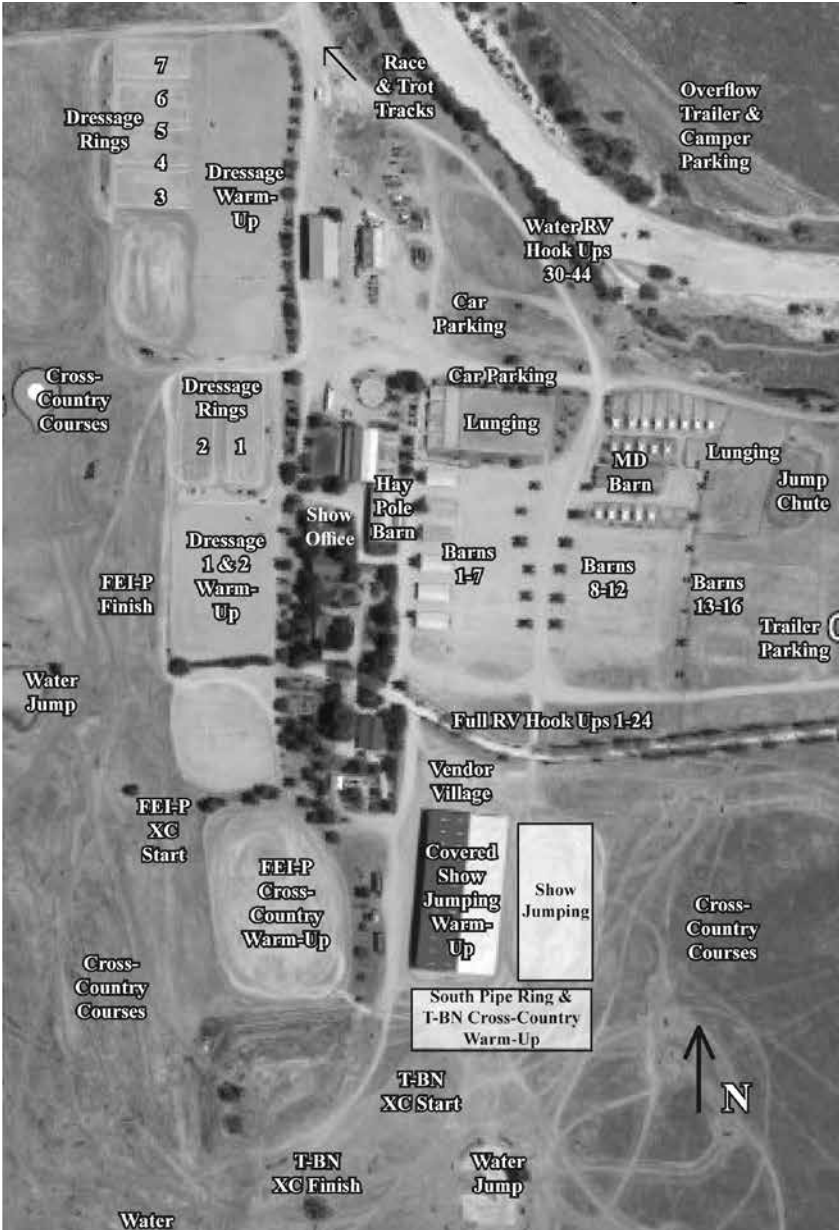 7
6
5
4
3
Dressage
Rings
Dressage
Warm-
Up
Race
& Trot
Tracks
Overflow
Trailer &
Camper
Parking
Water RV
Hook Ups
30-44
Car
Parking
Cross-
Country
Courses
Dressage
Rings
2 1
Car Parking
Lunging
MD
Barn
Lunging
Jump
Chute
Hay
Pole
Barn
Show
Office
Dressage
1 & 2
Warm-
Up
FEI-P
Finish
Barns
1-7
Barns
8-12
Barns
13-16
Trailer
Parking
Water
Jump
Full RV Hook Ups 1-24
Vendor
Village
FEI-P
XC
Start
FEI-P
Cross-
Country
Warm-Up
Covered
Show
Jumping
Warm-
Up
Show
Jumping
Cross-
Country
Courses
Cross-
Country
Courses
South Pipe Ring &
T-BN Cross-Country
Warm-Up
T-BN
XC Start
N
T-BN
XC Finish
Water
Jump
Water